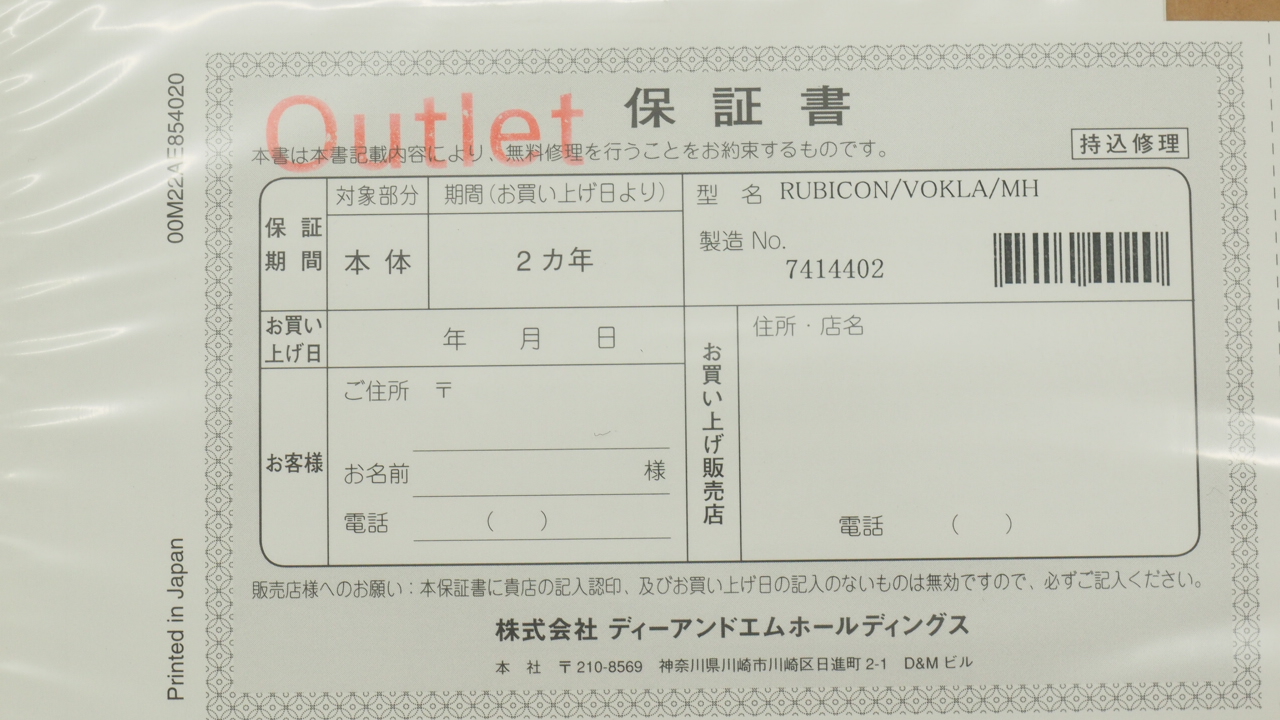 Outlet
保証書
本書は本書記載内容により、無料修理を行うことをお約束するものです。
持込修理
保証期間
対象部分
期間（お買い上げ日より）
本体
2カ年
型 名 RUBICON/VOKLA/MH
製造 No.
7414402
お買い上げ日
年 月 日
お客様
ご住所 〒
お名前 様
電話 （ ）
お買い上げ販売店
住所・店名
電話 （ ）
販売店様へのお願い：本保証書に貴店の記入認印、及びお買い上げ日の記入のないものは無効ですので、必ずご記入ください。
株式会社 ディーアンドエムホールディングス
本 社 〒210-8569 神奈川県川崎市川崎区日進町 2-1 D&M ビル
Printed in Japan